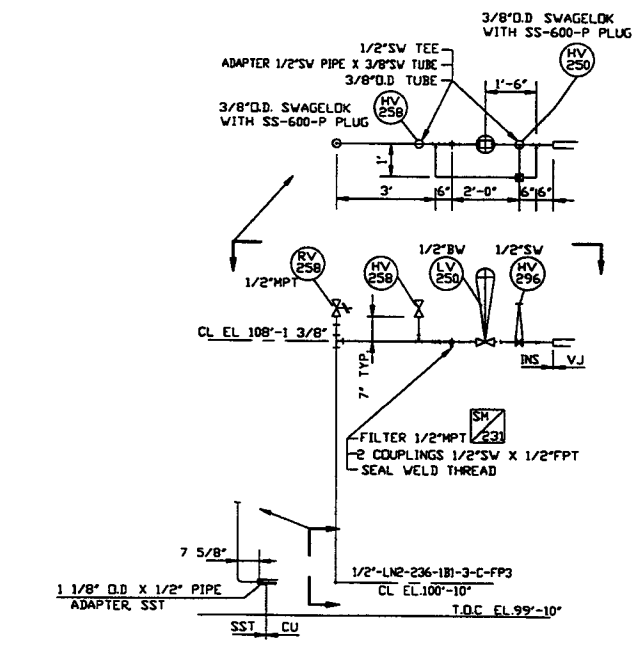 3/8"O.D SWAGELOK
WITH SS-600-P PLUG
1/2"SW TEE
ADAPTER 1/2"SW PIPE X 3/8"SW TUBE
3/8"O.D TUBE
HV
250
1'-6"
3/8"O.D. SWAGELOK
WITH SS-600-P PLUG
HV
258
1'
3'
6"
2'-0"
6"
6"
RV
258
1/2"MPT
HV
258
1/2"BW
LV
250
1/2"SW
HV
296
CL EL 108'-1 3/8"
7" TYP.
INS
VJ
SM
231
FILTER 1/2"MPT
2 COUPLINGS 1/2"SW X 1/2"FPT
SEAL WELD THREAD
7 5/8"
1 1/8" O.D X 1/2" PIPE
ADAPTER, SST
1/2"-LN2-236-1B1-3-C-FP3
CL EL.100'-10"
T.O.C EL.99'-10"
SST
CU